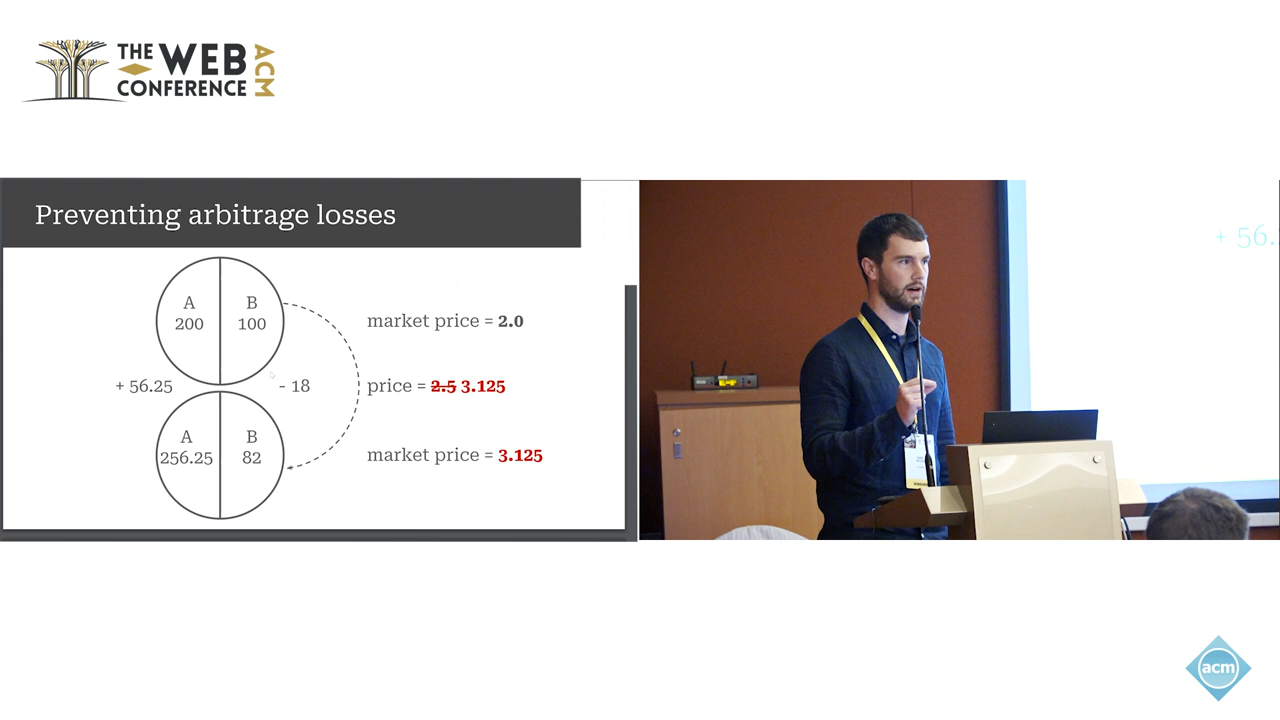 THE WEB
CONFERENCE
ACM
Preventing arbitrage losses
A
200
B
100
market price = 2.0
+ 56.25
- 18
price = 2.5 3.125
A
256.25
B
82
market price = 3.125
+ 56.
acm